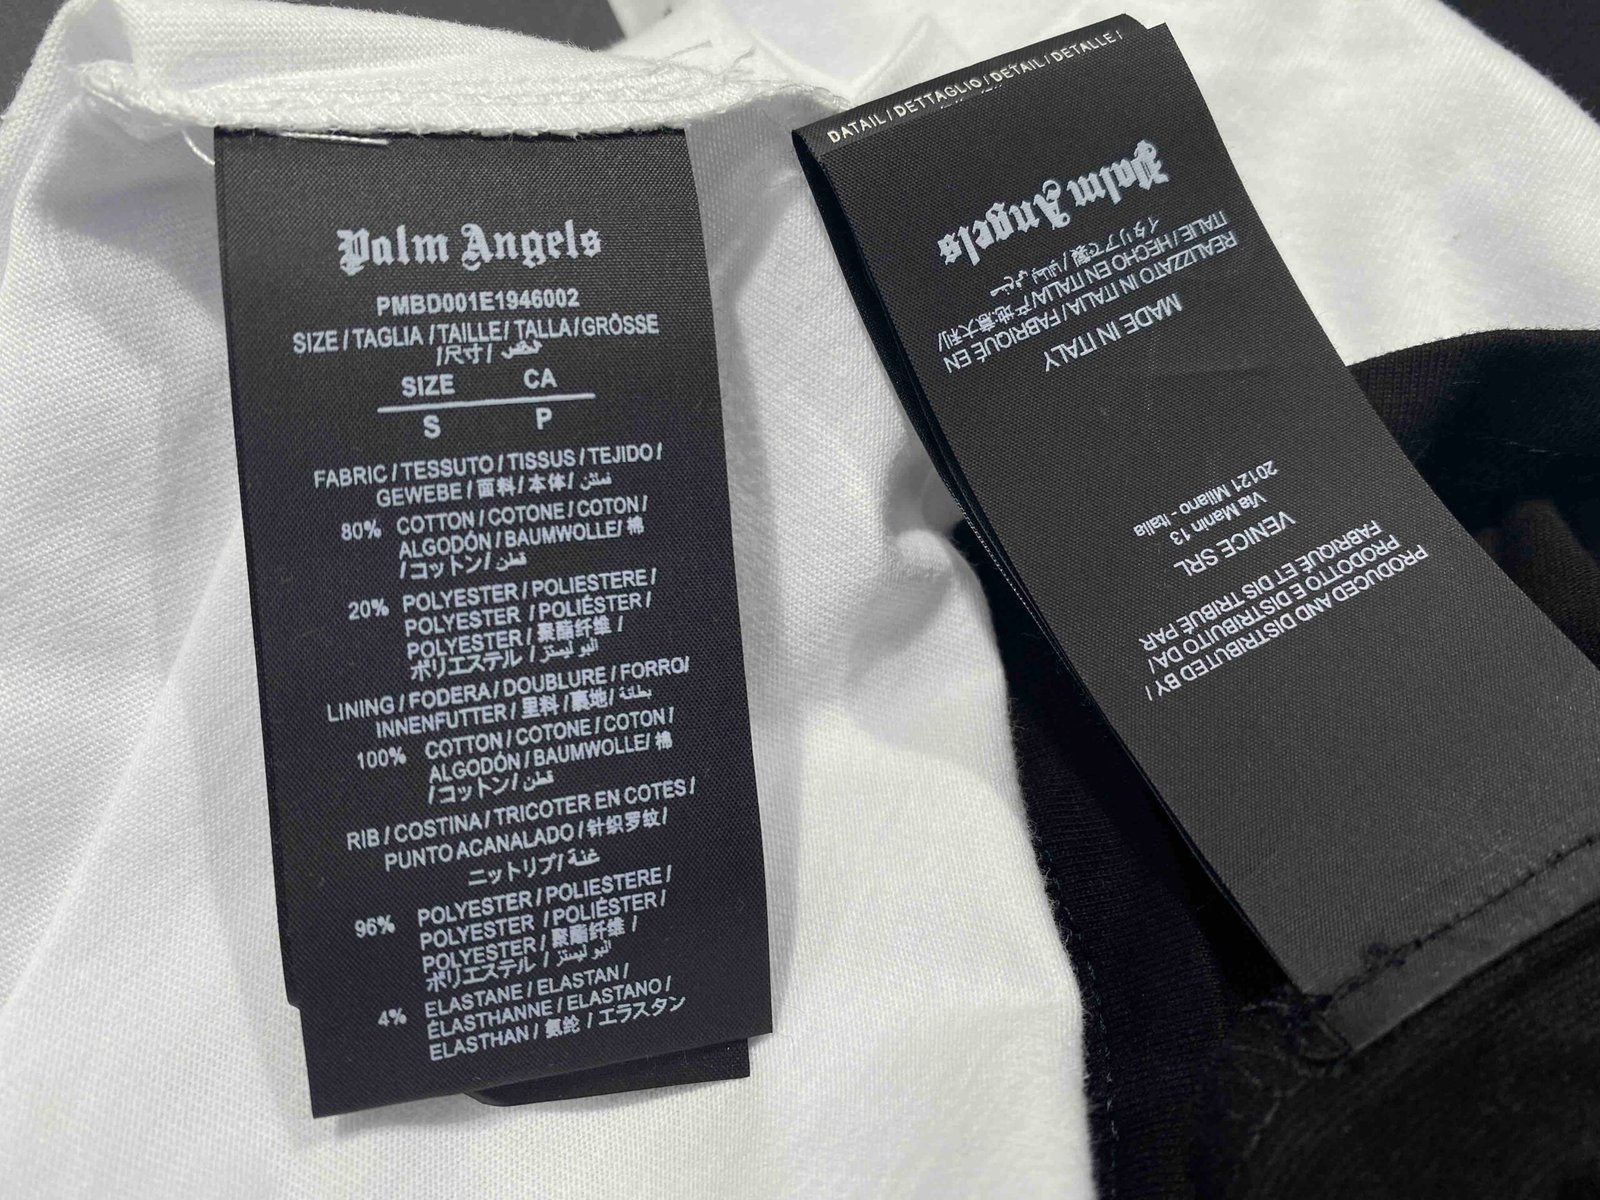 Palm Angels
PMBD001E1946002
SIZE / TAGLIA / TAILLE / TALLA / GRÖSSE
/ 尺寸 /
SIZE CA
S P
FABRIC / TESSUTO / TISSUS / TEJIDO /
GEWEBE / 面料 / 本体 /
80% COTTON / COTONE / COTON /
ALGODÓN / BAUMWOLLE / 棉
/ コットン / قطن
20% POLYESTER / POLIESTERE /
POLYESTER / POLIÉSTER /
POLYESTER / 聚酯纤维 /
ポリエステル / البوليستر
LINING / FODERA / DOUBLURE / FORRO /
INNENFUTTER / 里料 / 裏地 / بطانة
100% COTTON / COTONE / COTON /
ALGODÓN / BAUMWOLLE / 棉
/ コットン / قطن
RIB / COSTINA / TRICOTER EN COTES /
PUNTO ACANALADO / 针织罗纹 /
ニットリブ /
96% POLYESTER / POLIESTERE /
POLYESTER / POLIÉSTER /
POLYESTER / 聚酯纤维 /
ポリエステル / البوليستر
4% ELASTANE / ELASTAN /
ÉLASTHANNE / ELASTANO /
ELASTHAN / 氨纶 / エラスタン
DATAIL / DETTAGLIO / DETAIL / DETALLE /
PRODUCED AND DISTRIBUTED BY /
PRODOTTO E DISTRIBUITO DA /
FABRIQUÉ ET DISTRIBUÉ PAR
VENICE SRL
Via Manin 13
20121 Milano - Italia
MADE IN ITALY
REALIZZATO IN ITALIA / FABRIQUÉ EN
ITALIE / HECHO EN ITALIA / 产地意大利 /
イタリアで製 /
Palm Angels